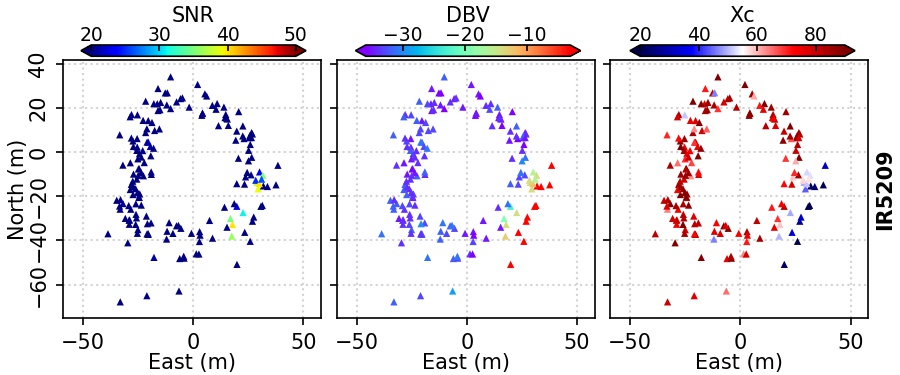 SNR DBV Xc
20 30 40 50 −30 −20 −10 20 40 60 80
40
20
0
−20
−40
−60
North (m)
IR5209
−50 0 50 −50 0 50 −50 0 50
East (m) East (m) East (m)